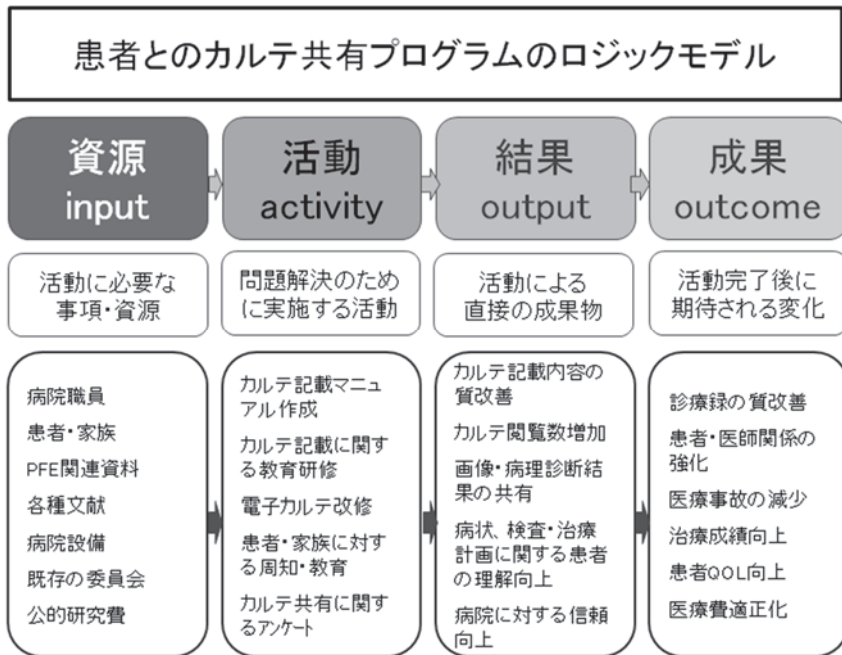 患者とのカルテ共有プログラムのロジックモデル
資源
input
活動
activity
結果
output
成果
outcome
活動に必要な
事項・資源
問題解決のため
に実施する活動
活動による
直接の成果物
活動完了後に
期待される変化
病院職員
患者・家族
PFE関連資料
各種文献
病院設備
既存の委員会
公的研究費
カルテ記載マニュ
アル作成
カルテ記載に関す
る教育研修
電子カルテ改修
患者・家族に対す
る周知・教育
カルテ共有に関す
るアンケート
カルテ記載内容の
質改善
カルテ閲覧数増加
画像・病理診断結
果の共有
病状、検査・治療
計画に関する患者
の理解向上
病院に対する信頼
向上
診療録の質改善
患者・医師関係の
強化
医療事故の減少
治療成績向上
患者QOL向上
医療費適正化